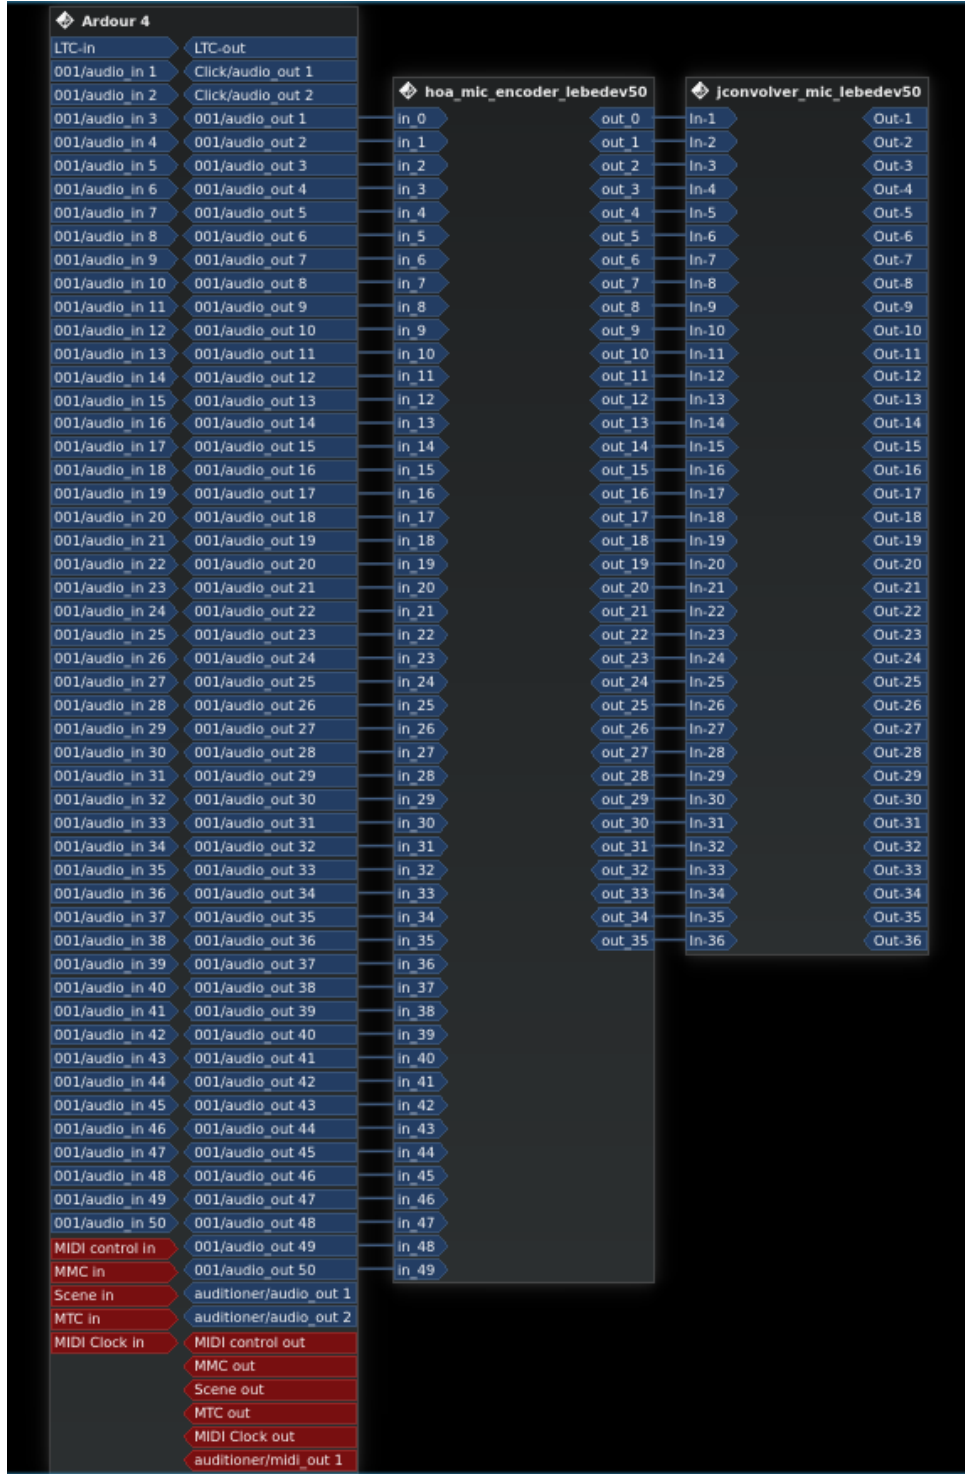 Ardour 4
LTC-in
001/audio_in 1
001/audio_in 2
001/audio_in 3
001/audio_in 4
001/audio_in 5
001/audio_in 6
001/audio_in 7
001/audio_in 8
001/audio_in 9
001/audio_in 10
001/audio_in 11
001/audio_in 12
001/audio_in 13
001/audio_in 14
001/audio_in 15
001/audio_in 16
001/audio_in 17
001/audio_in 18
001/audio_in 19
001/audio_in 20
001/audio_in 21
001/audio_in 22
001/audio_in 23
001/audio_in 24
001/audio_in 25
001/audio_in 26
001/audio_in 27
001/audio_in 28
001/audio_in 29
001/audio_in 30
001/audio_in 31
001/audio_in 32
001/audio_in 33
001/audio_in 34
001/audio_in 35
001/audio_in 36
001/audio_in 37
001/audio_in 38
001/audio_in 39
001/audio_in 40
001/audio_in 41
001/audio_in 42
001/audio_in 43
001/audio_in 44
001/audio_in 45
001/audio_in 46
001/audio_in 47
001/audio_in 48
001/audio_in 49
001/audio_in 50
MIDI control in
MMC in
Scene in
MTC in
MIDI Clock in
LTC-out
Click/audio_out 1
Click/audio_out 2
001/audio_out 1
001/audio_out 2
001/audio_out 3
001/audio_out 4
001/audio_out 5
001/audio_out 6
001/audio_out 7
001/audio_out 8
001/audio_out 9
001/audio_out 10
001/audio_out 11
001/audio_out 12
001/audio_out 13
001/audio_out 14
001/audio_out 15
001/audio_out 16
001/audio_out 17
001/audio_out 18
001/audio_out 19
001/audio_out 20
001/audio_out 21
001/audio_out 22
001/audio_out 23
001/audio_out 24
001/audio_out 25
001/audio_out 26
001/audio_out 27
001/audio_out 28
001/audio_out 29
001/audio_out 30
001/audio_out 31
001/audio_out 32
001/audio_out 33
001/audio_out 34
001/audio_out 35
001/audio_out 36
001/audio_out 37
001/audio_out 38
001/audio_out 39
001/audio_out 40
001/audio_out 41
001/audio_out 42
001/audio_out 43
001/audio_out 44
001/audio_out 45
001/audio_out 46
001/audio_out 47
001/audio_out 48
001/audio_out 49
001/audio_out 50
auditioner/audio_out 1
auditioner/audio_out 2
MIDI control out
MMC out
Scene out
MTC out
MIDI Clock out
auditioner/midi_out 1
hoa_mic_encoder_lebedev50
in_0
in_1
in_2
in_3
in_4
in_5
in_6
in_7
in_8
in_9
in_10
in_11
in_12
in_13
in_14
in_15
in_16
in_17
in_18
in_19
in_20
in_21
in_22
in_23
in_24
in_25
in_26
in_27
in_28
in_29
in_30
in_31
in_32
in_33
in_34
in_35
in_36
in_37
in_38
in_39
in_40
in_41
in_42
in_43
in_44
in_45
in_46
in_47
in_48
in_49
out_0
out_1
out_2
out_3
out_4
out_5
out_6
out_7
out_8
out_9
out_10
out_11
out_12
out_13
out_14
out_15
out_16
out_17
out_18
out_19
out_20
out_21
out_22
out_23
out_24
out_25
out_26
out_27
out_28
out_29
out_30
out_31
out_32
out_33
out_34
out_35
jconvolver_mic_lebedev50
In-1
In-2
In-3
In-4
In-5
In-6
In-7
In-8
In-9
In-10
In-11
In-12
In-13
In-14
In-15
In-16
In-17
In-18
In-19
In-20
In-21
In-22
In-23
In-24
In-25
In-26
In-27
In-28
In-29
In-30
In-31
In-32
In-33
In-34
In-35
In-36
Out-1
Out-2
Out-3
Out-4
Out-5
Out-6
Out-7
Out-8
Out-9
Out-10
Out-11
Out-12
Out-13
Out-14
Out-15
Out-16
Out-17
Out-18
Out-19
Out-20
Out-21
Out-22
Out-23
Out-24
Out-25
Out-26
Out-27
Out-28
Out-29
Out-30
Out-31
Out-32
Out-33
Out-34
Out-35
Out-36